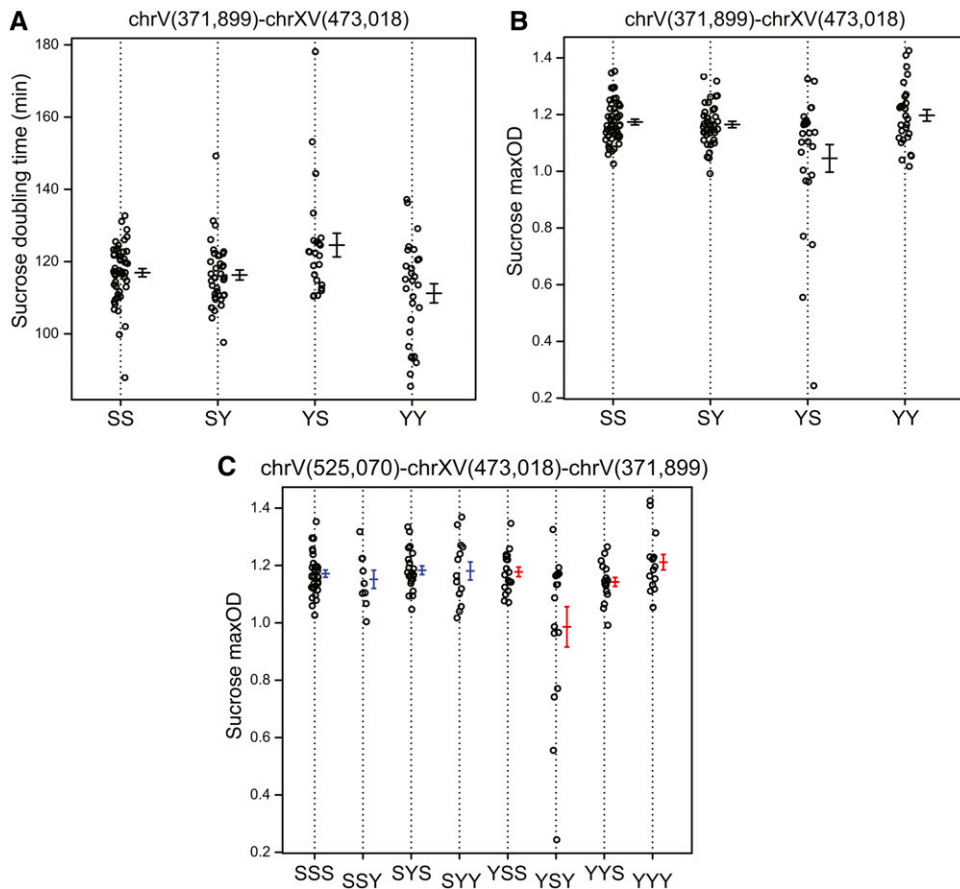 A
chrV(371,899)-chrXV(473,018)
Sucrose doubling time (min)
180
160
140
120
100
SS SY YS YY
B
chrV(371,899)-chrXV(473,018)
Sucrose maxOD
1.4
1.2
1.0
0.8
0.6
0.4
0.2
SS SY YS YY
C
chrV(525,070)-chrXV(473,018)-chrV(371,899)
Sucrose maxOD
1.4
1.2
1.0
0.8
0.6
0.4
0.2
SSS SSY SYS SYY YSS YSY YYS YYY